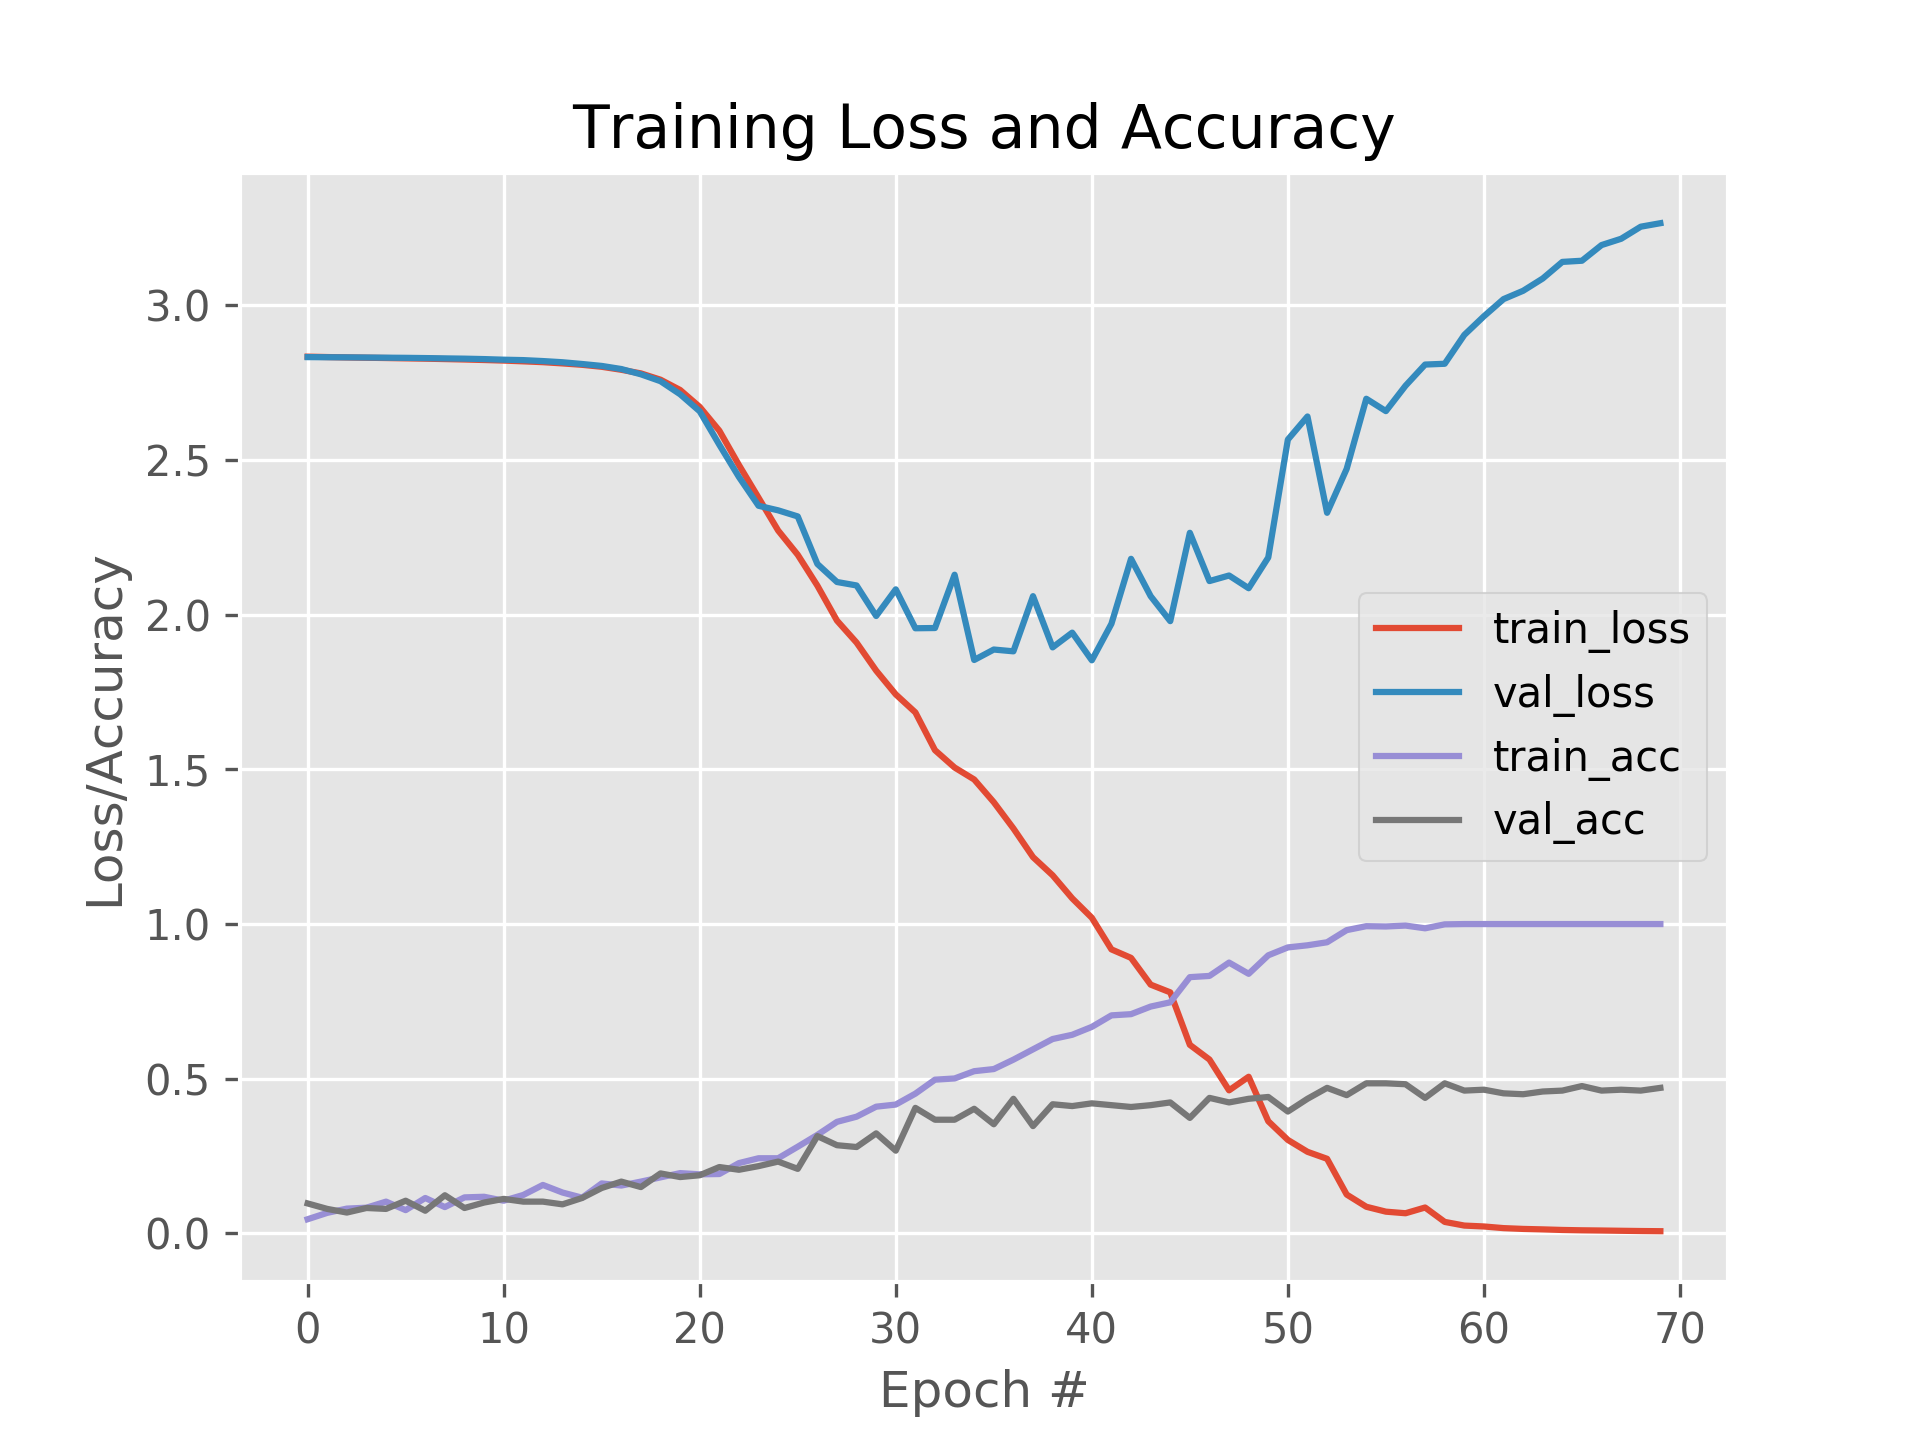 Training Loss and Accuracy
Loss/Accuracy
3.0
2.5
2.0
1.5
1.0
0.5
0.0
train_loss
val_loss
train_acc
val_acc
0 10 20 30 40 50 60 70
Epoch #